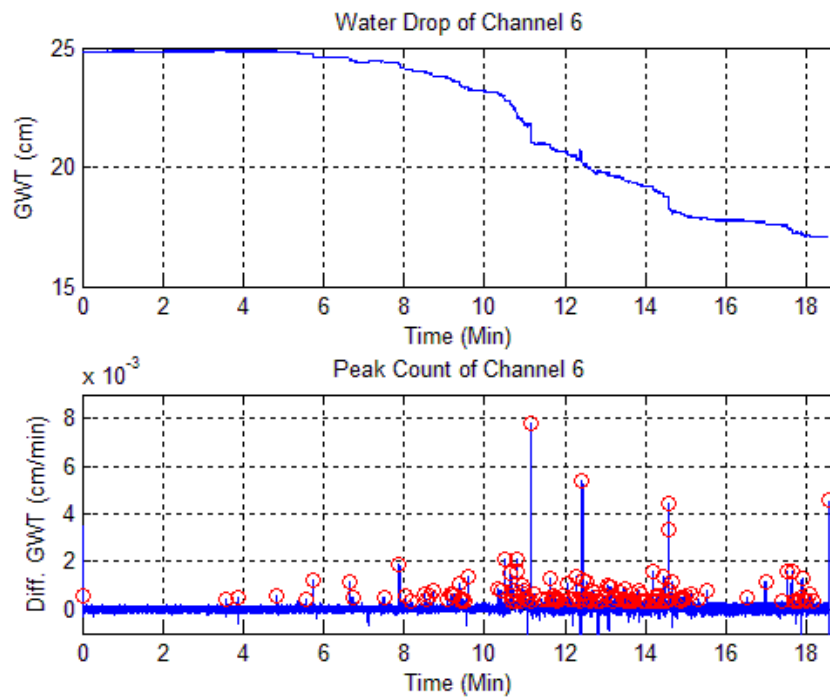 Water Drop of Channel 6
25
20
15
GWT (cm)
0 2 4 6 8 10 12 14 16 18
Time (Min)
x 10⁻³
Peak Count of Channel 6
8
6
4
2
0
Diff. GWT (cm/min)
0 2 4 6 8 10 12 14 16 18
Time (Min)